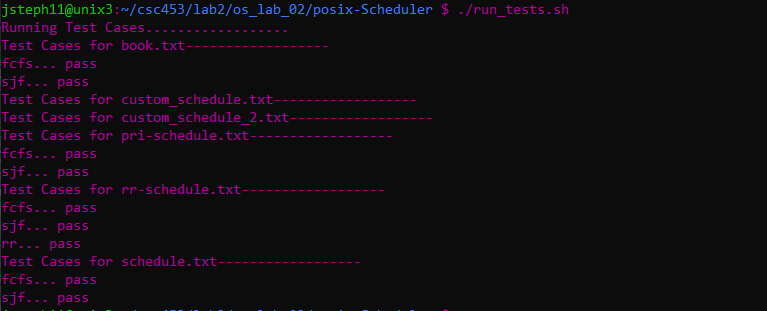 jsteph11@unix3:~/csc453/lab2/os_lab_02/posix-Scheduler $ ./run_tests.sh
Running Test Cases..................
Test Cases for book.txt------------------
fcfs... pass
sjf... pass
Test Cases for custom_schedule.txt------------------
Test Cases for custom_schedule_2.txt------------------
Test Cases for pri-schedule.txt------------------
fcfs... pass
sjf... pass
Test Cases for rr-schedule.txt------------------
fcfs... pass
sjf... pass
rr... pass
Test Cases for schedule.txt------------------
fcfs... pass
sjf... pass